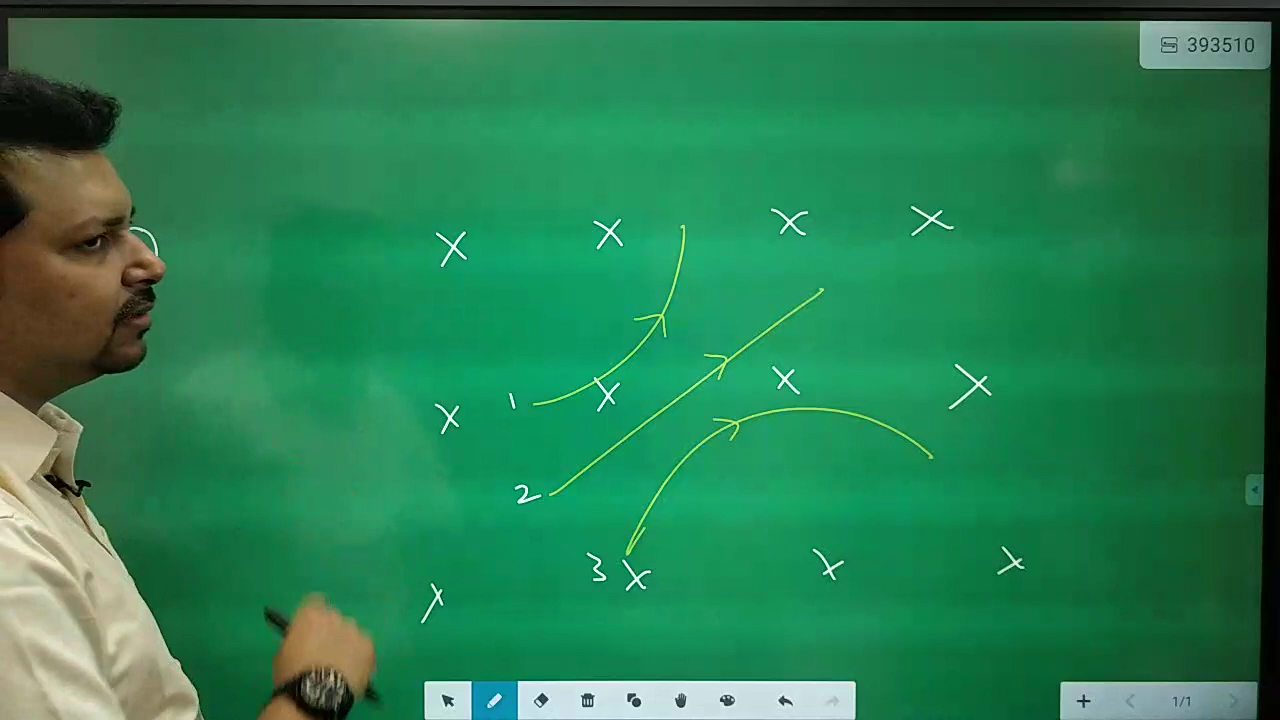 393510
X X X X
1 X X X X
2
3 X X X X
1/1